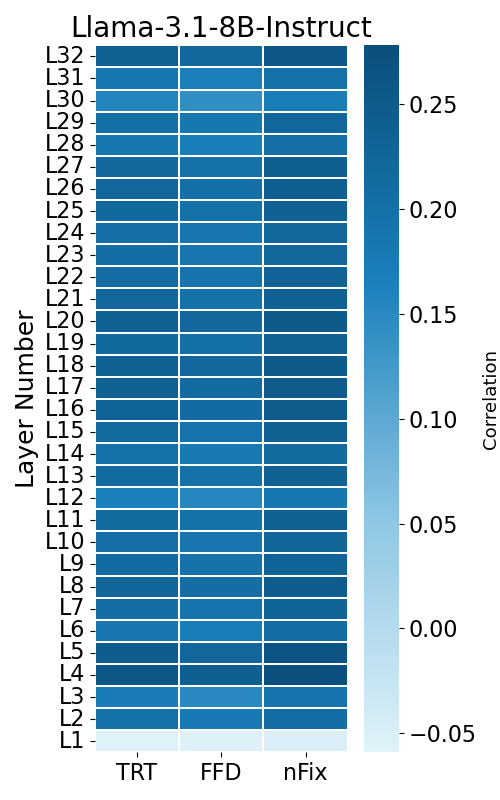 Llama-3.1-8B-Instruct
L32
L31
L30
L29
L28
L27
L26
L25
L24
L23
L22
L21
L20
L19
L18
L17
L16
L15
L14
L13
L12
L11
L10
L9
L8
L7
L6
L5
L4
L3
L2
L1
Layer Number
TRT FFD nFix
0.25
0.20
0.15
0.10
0.05
0.00
−0.05
Correlation